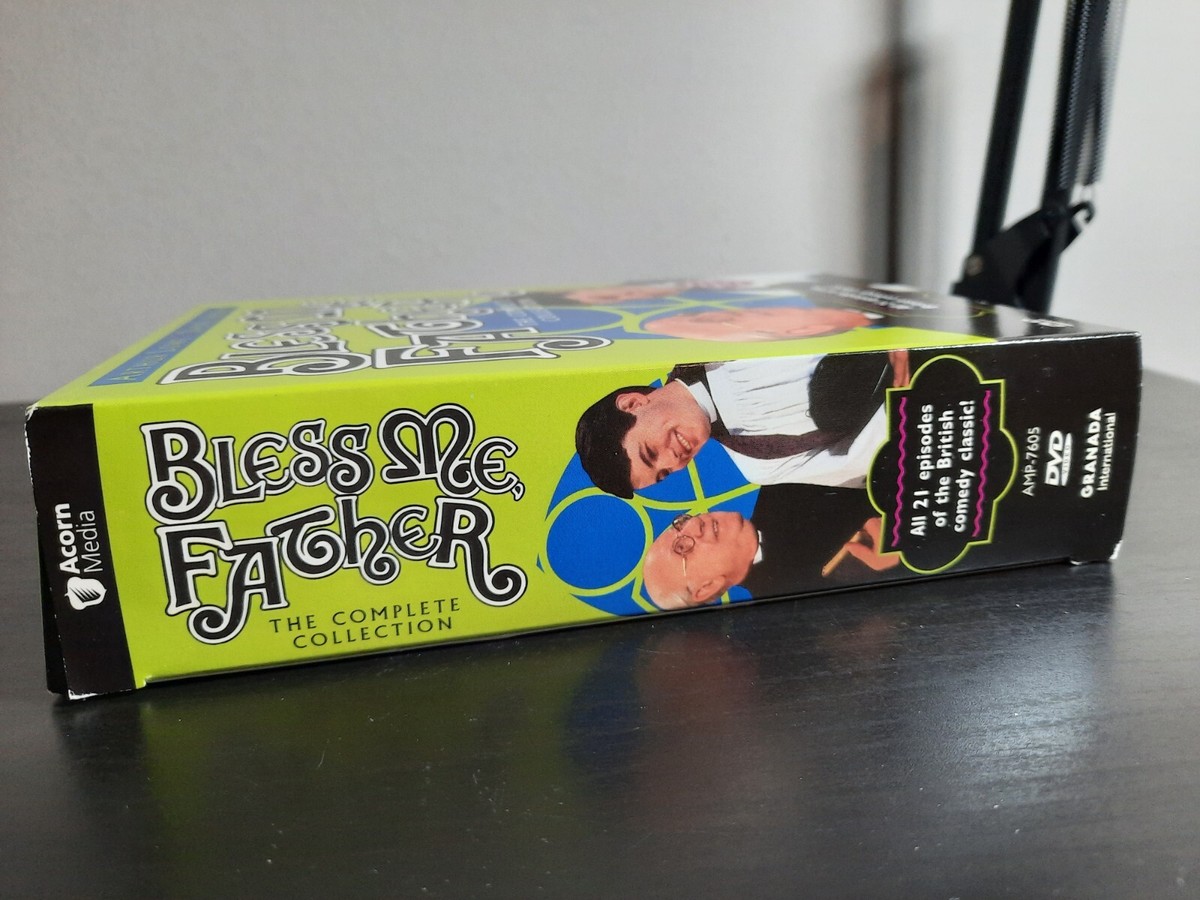 Acorn
Media
BLESS ME,
FATHER
THE COMPLETE
COLLECTION
All 21 episodes
of the British
comedy classic!
AMP-7605
DVD
VIDEO
GRANADA
International